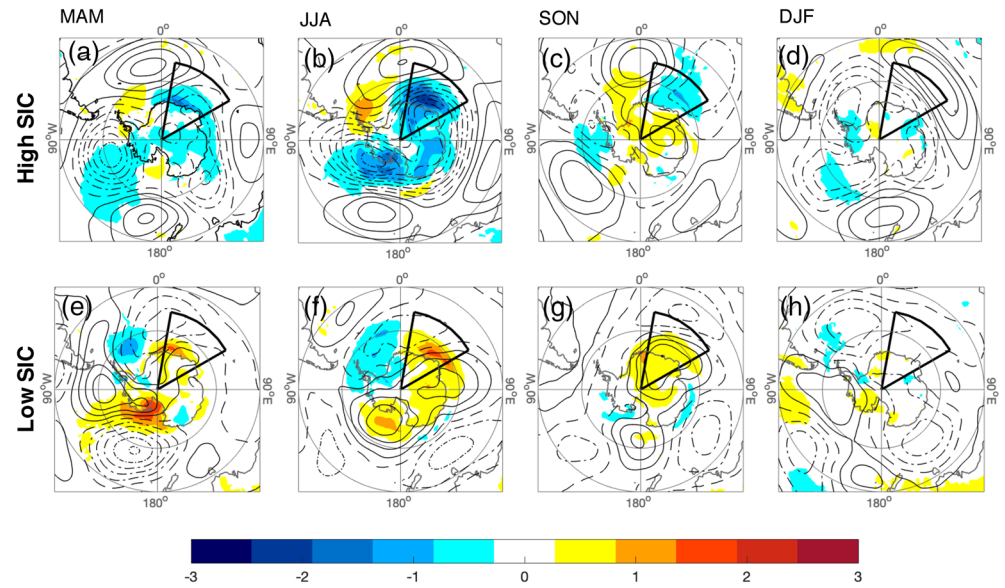 MAM JJA SON DJF
0° 0° 0° 0°
(a) (b) (c) (d)
High SIC
90°W 90°E 90°W 90°E 90°W 90°E 90°W 90°E
180° 180° 180° 180°
0° 0° 0° 0°
(e) (f) (g) (h)
Low SIC
90°W 90°E 90°W 90°E 90°W 90°E 90°W 90°E
180° 180° 180° 180°
-3 -2 -1 0 1 2 3